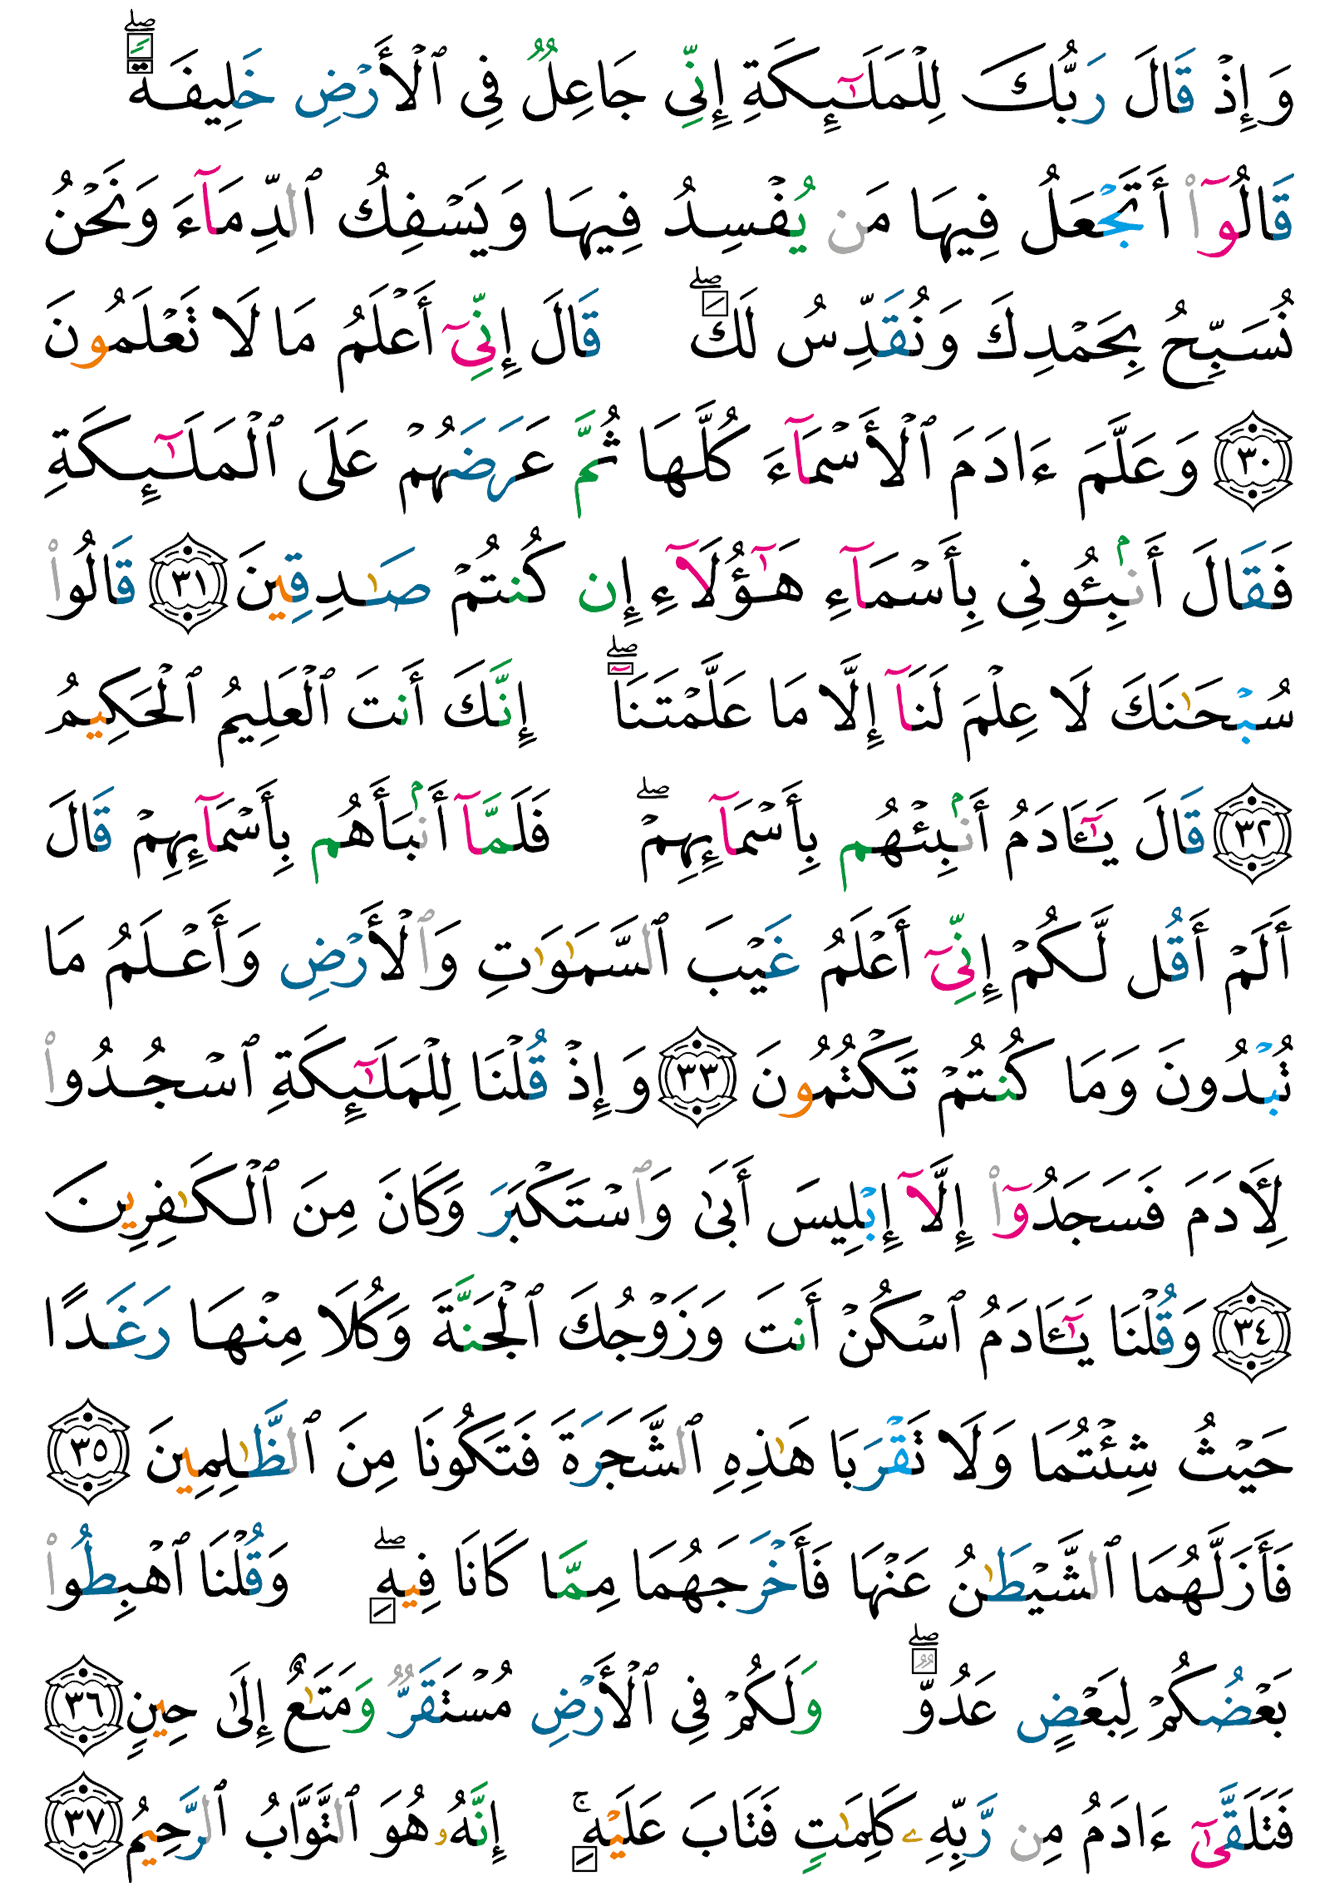 وَإِذْ قَالَ رَبُّكَ لِلْمَلَٰٓئِكَةِ إِنِّى جَاعِلٌ فِى ٱلْأَرْضِ خَلِيفَةً ۖ
قَالُوٓا۟ أَتَجْعَلُ فِيهَا مَن يُفْسِدُ فِيهَا وَيَسْفِكُ ٱلدِّمَآءَ وَنَحْنُ
نُسَبِّحُ بِحَمْدِكَ وَنُقَدِّسُ لَكَ ۖ قَالَ إِنِّىٓ أَعْلَمُ مَا لَا تَعْلَمُونَ
٣٠ وَعَلَّمَ ءَادَمَ ٱلْأَسْمَآءَ كُلَّهَا ثُمَّ عَرَضَهُمْ عَلَى ٱلْمَلَٰٓئِكَةِ
فَقَالَ أَنۢبِـُٔونِى بِأَسْمَآءِ هَٰٓؤُلَآءِ إِن كُنتُمْ صَٰدِقِينَ ٣١ قَالُوا۟
سُبْحَٰنَكَ لَا عِلْمَ لَنَآ إِلَّا مَا عَلَّمْتَنَآ ۖ إِنَّكَ أَنتَ ٱلْعَلِيمُ ٱلْحَكِيمُ
٣٢ قَالَ يَٰٓـَٔادَمُ أَنۢبِئْهُم بِأَسْمَآئِهِمْ ۖ فَلَمَّآ أَنۢبَأَهُم بِأَسْمَآئِهِمْ قَالَ
أَلَمْ أَقُل لَّكُمْ إِنِّىٓ أَعْلَمُ غَيْبَ ٱلسَّمَٰوَٰتِ وَٱلْأَرْضِ وَأَعْلَمُ مَا
تُبْدُونَ وَمَا كُنتُمْ تَكْتُمُونَ ٣٣ وَإِذْ قُلْنَا لِلْمَلَٰٓئِكَةِ ٱسْجُدُوا۟
لِـَٔادَمَ فَسَجَدُوٓا۟ إِلَّآ إِبْلِيسَ أَبَىٰ وَٱسْتَكْبَرَ وَكَانَ مِنَ ٱلْكَٰفِرِينَ
٣٤ وَقُلْنَا يَٰٓـَٔادَمُ ٱسْكُنْ أَنتَ وَزَوْجُكَ ٱلْجَنَّةَ وَكُلَا مِنْهَا رَغَدًا
حَيْثُ شِئْتُمَا وَلَا تَقْرَبَا هَٰذِهِ ٱلشَّجَرَةَ فَتَكُونَا مِنَ ٱلظَّٰلِمِينَ ٣٥
فَأَزَلَّهُمَا ٱلشَّيْطَٰنُ عَنْهَا فَأَخْرَجَهُمَا مِمَّا كَانَا فِيهِ ۖ وَقُلْنَا ٱهْبِطُوا۟
بَعْضُكُمْ لِبَعْضٍ عَدُوٌّ ۖ وَلَكُمْ فِى ٱلْأَرْضِ مُسْتَقَرٌّ وَمَتَٰعٌ إِلَىٰ حِينٍ ٣٦
فَتَلَقَّىٰٓ ءَادَمُ مِن رَّبِّهِۦ كَلِمَٰتٍ فَتَابَ عَلَيْهِ ۚ إِنَّهُۥ هُوَ ٱلتَّوَّابُ ٱلرَّحِيمُ ٣٧